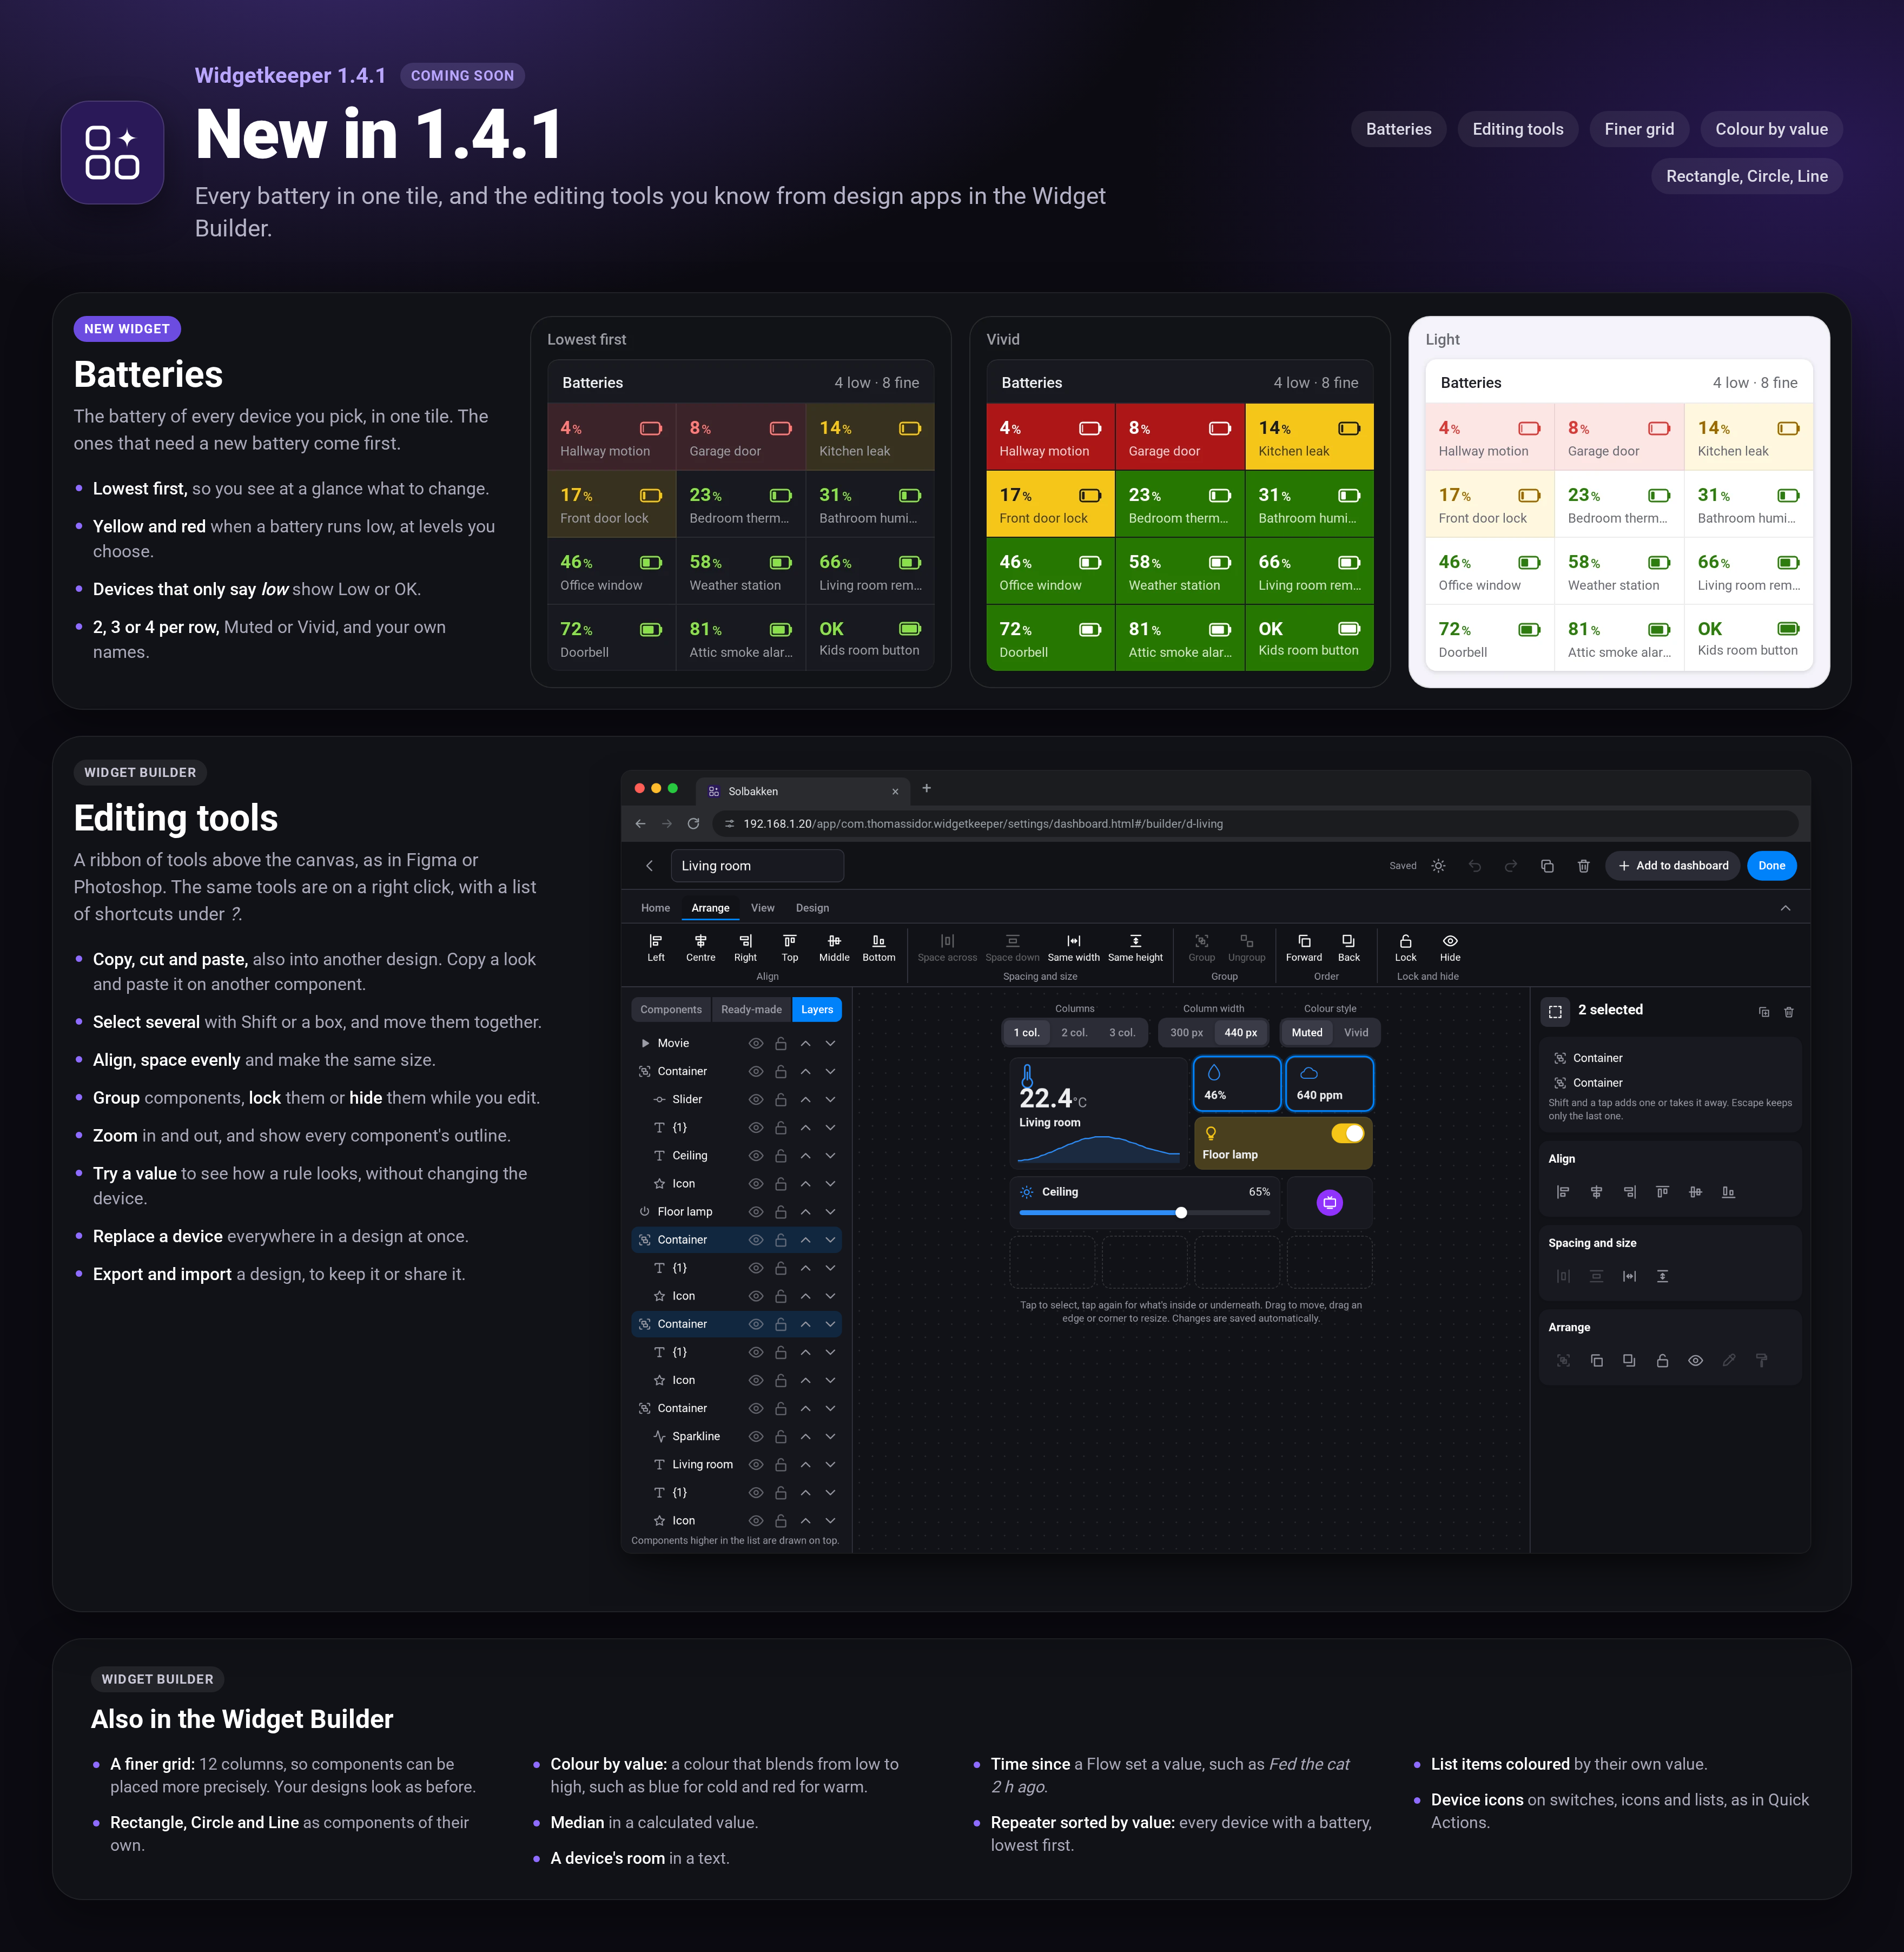 Widgetkeeper 1.4.1 COMING SOON
New in 1.4.1
Every battery in one tile, and the editing tools you know from design apps in the Widget
Builder.
Batteries Editing tools Finer grid Colour by value
Rectangle, Circle, Line
NEW WIDGET
Batteries
The battery of every device you pick, in one tile. The
ones that need a new battery come first.
Lowest first, so you see at a glance what to change.
Yellow and red when a battery runs low, at levels you
choose.
Devices that only say low show Low or OK.
2, 3 or 4 per row, Muted or Vivid, and your own
names.
Lowest first
Batteries 4 low · 8 fine
4% 8% 14%
Hallway motion Garage door Kitchen leak
17% 23% 31%
Front door lock Bedroom therm... Bathroom humi...
46% 58% 66%
Office window Weather station Living room rem...
72% 81% OK
Doorbell Attic smoke alar... Kids room button
Vivid
Batteries 4 low · 8 fine
4% 8% 14%
Hallway motion Garage door Kitchen leak
17% 23% 31%
Front door lock Bedroom therm... Bathroom humi...
46% 58% 66%
Office window Weather station Living room rem...
72% 81% OK
Doorbell Attic smoke alar... Kids room button
Light
Batteries 4 low · 8 fine
4% 8% 14%
Hallway motion Garage door Kitchen leak
17% 23% 31%
Front door lock Bedroom therm... Bathroom humi...
46% 58% 66%
Office window Weather station Living room rem...
72% 81% OK
Doorbell Attic smoke alar... Kids room button
WIDGET BUILDER
Editing tools
A ribbon of tools above the canvas, as in Figma or
Photoshop. The same tools are on a right click, with a list
of shortcuts under ?.
Copy, cut and paste, also into another design. Copy a look
and paste it on another component.
Select several with Shift or a box, and move them together.
Align, space evenly and make the same size.
Group components, lock them or hide them while you edit.
Zoom in and out, and show every component's outline.
Try a value to see how a rule looks, without changing the
device.
Replace a device everywhere in a design at once.
Export and import a design, to keep it or share it.
Solbakken
192.168.1.20/app/com.thomassidor.widgetkeeper/settings/dashboard.html#/builder/d-living
Living room Saved Add to dashboard Done
Home Arrange View Design
Left Centre Right Top Middle Bottom Space across Space down Same width Same height Group Ungroup Forward Back Lock Hide
Align Spacing and size Group Order Lock and hide
Components Ready-made Layers
Movie
Container
Slider
{1}
Ceiling
Icon
Floor lamp
Container
{1}
Icon
Container
{1}
Icon
Container
Sparkline
Living room
{1}
Icon
Components higher in the list are drawn on top.
Columns Column width Colour style
1 col. 2 col. 3 col. 300 px 440 px Muted Vivid
22.4°C
Living room
46% 640 ppm
Floor lamp
Ceiling 65%
Tap to select, tap again for what's inside or underneath. Drag to move, drag an
edge or corner to resize. Changes are saved automatically.
2 selected
Container
Container
Shift and a tap adds one or takes it away. Escape keeps
only the last one.
Align
Spacing and size
Arrange
WIDGET BUILDER
Also in the Widget Builder
A finer grid: 12 columns, so components can be
placed more precisely. Your designs look as before.
Rectangle, Circle and Line as components of their
own.
Colour by value: a colour that blends from low to
high, such as blue for cold and red for warm.
Median in a calculated value.
A device's room in a text.
Time since a Flow set a value, such as Fed the cat
2 h ago.
Repeater sorted by value: every device with a battery,
lowest first.
List items coloured by their own value.
Device icons on switches, icons and lists, as in Quick
Actions.